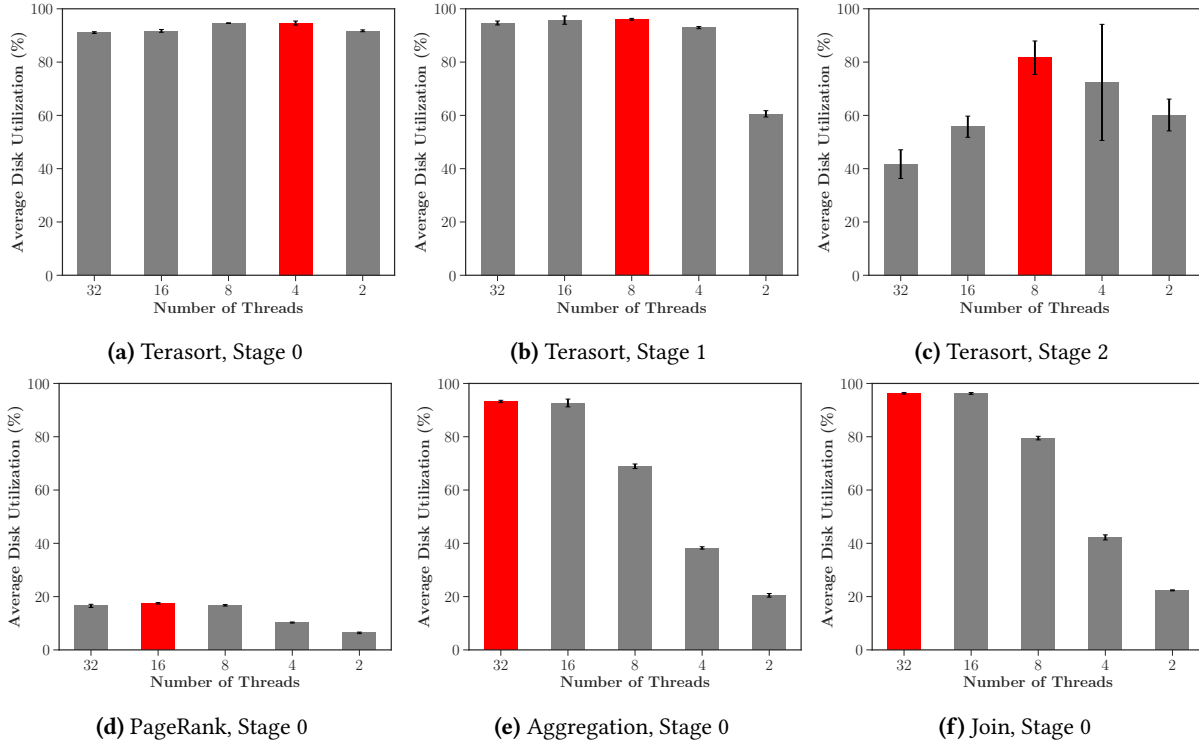 100
80
60
40
20
0
Average Disk Utilization (%)
32 16 8 4 2
Number of Threads
(a) Terasort, Stage 0
100
80
60
40
20
0
Average Disk Utilization (%)
32 16 8 4 2
Number of Threads
(b) Terasort, Stage 1
100
80
60
40
20
0
Average Disk Utilization (%)
32 16 8 4 2
Number of Threads
(c) Terasort, Stage 2
100
80
60
40
20
0
Average Disk Utilization (%)
32 16 8 4 2
Number of Threads
(d) PageRank, Stage 0
100
80
60
40
20
0
Average Disk Utilization (%)
32 16 8 4 2
Number of Threads
(e) Aggregation, Stage 0
100
80
60
40
20
0
Average Disk Utilization (%)
32 16 8 4 2
Number of Threads
(f) Join, Stage 0